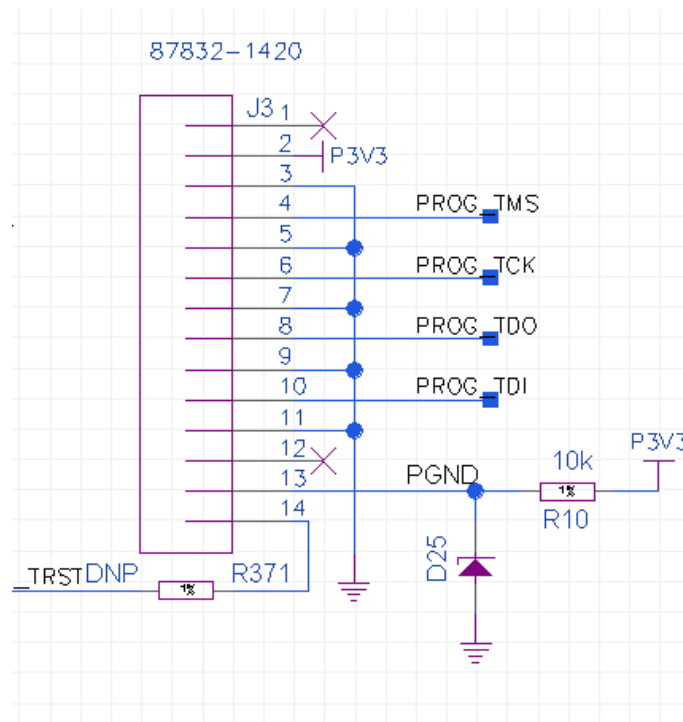 87832-1420
J3
1
2
P3V3
3
4
PROG_TMS
5
6
PROG_TCK
7
8
PROG_TDO
9
10
PROG_TDI
11
12
13
PGND
10k
P3V3
1%
R10
14
D25
_TRST
DNP
1%
R371